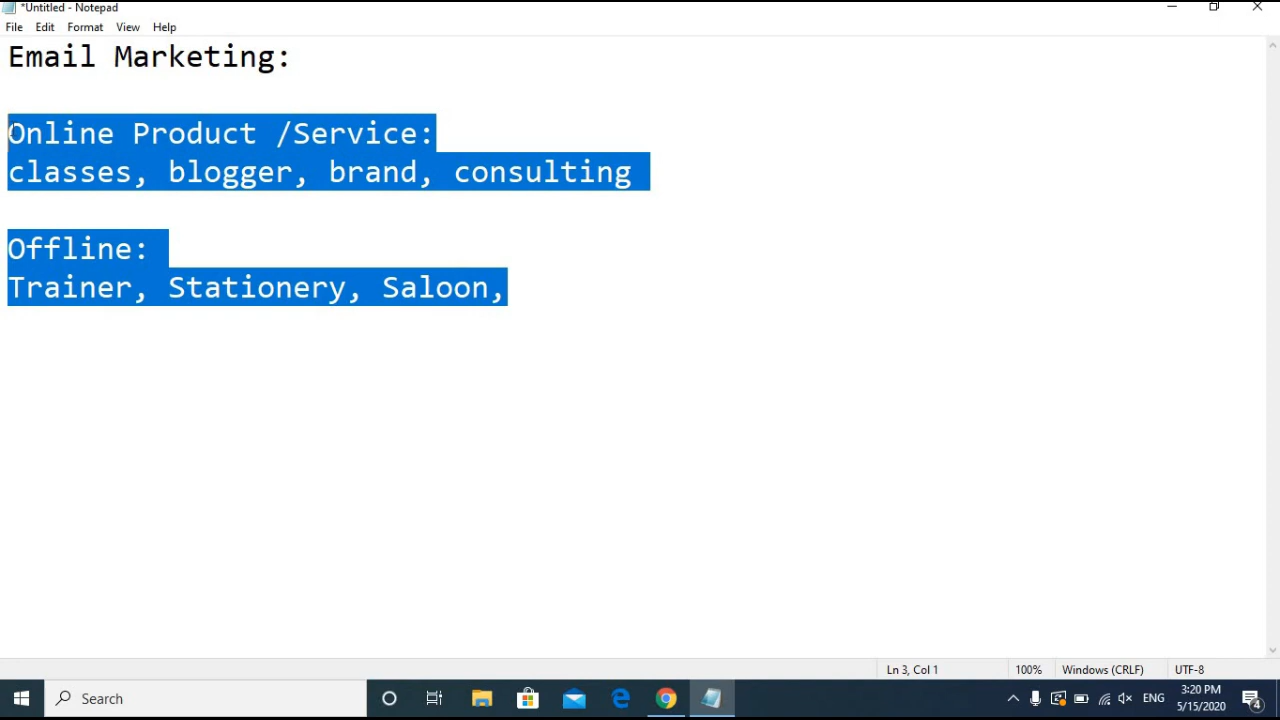 *Untitled - Notepad
File Edit Format View Help
Email Marketing:
Online Product /Service:
classes, blogger, brand, consulting
Offline:
Trainer, Stationery, Saloon,
Ln 3, Col 1 100% Windows (CRLF) UTF-8
Search
ENG
3:20 PM
5/15/2020
4